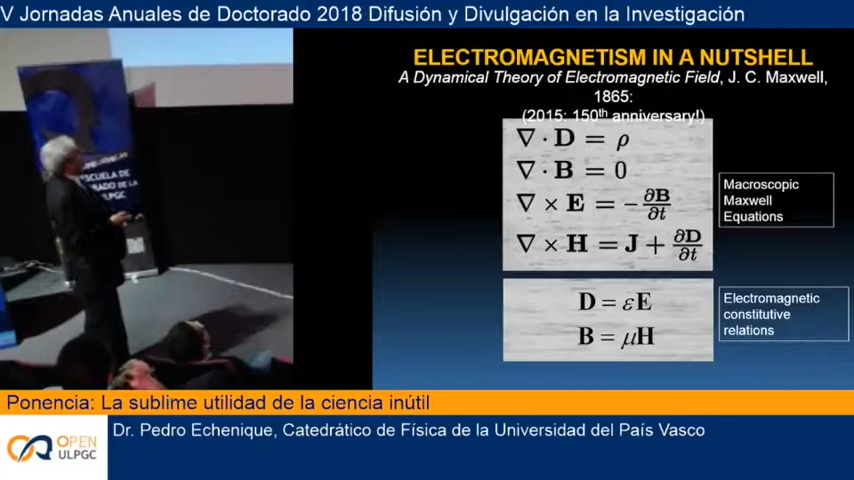 V Jornadas Anuales de Doctorado 2018 Difusión y Divulgación en la Investigación
ESCUELA DE
ULPGC
ELECTROMAGNETISM IN A NUTSHELL
A Dynamical Theory of Electromagnetic Field, J. C. Maxwell,
1865:
(2015: 150th anniversary!)
∇ · D = ρ
∇ · B = 0
∇ × E = −∂B/∂t
∇ × H = J + ∂D/∂t
Macroscopic
Maxwell
Equations
D = εE
B = μH
Electromagnetic
constitutive
relations
Ponencia: La sublime utilidad de la ciencia inútil
Dr. Pedro Echenique, Catedrático de Física de la Universidad del País Vasco
OPEN
ULPGC